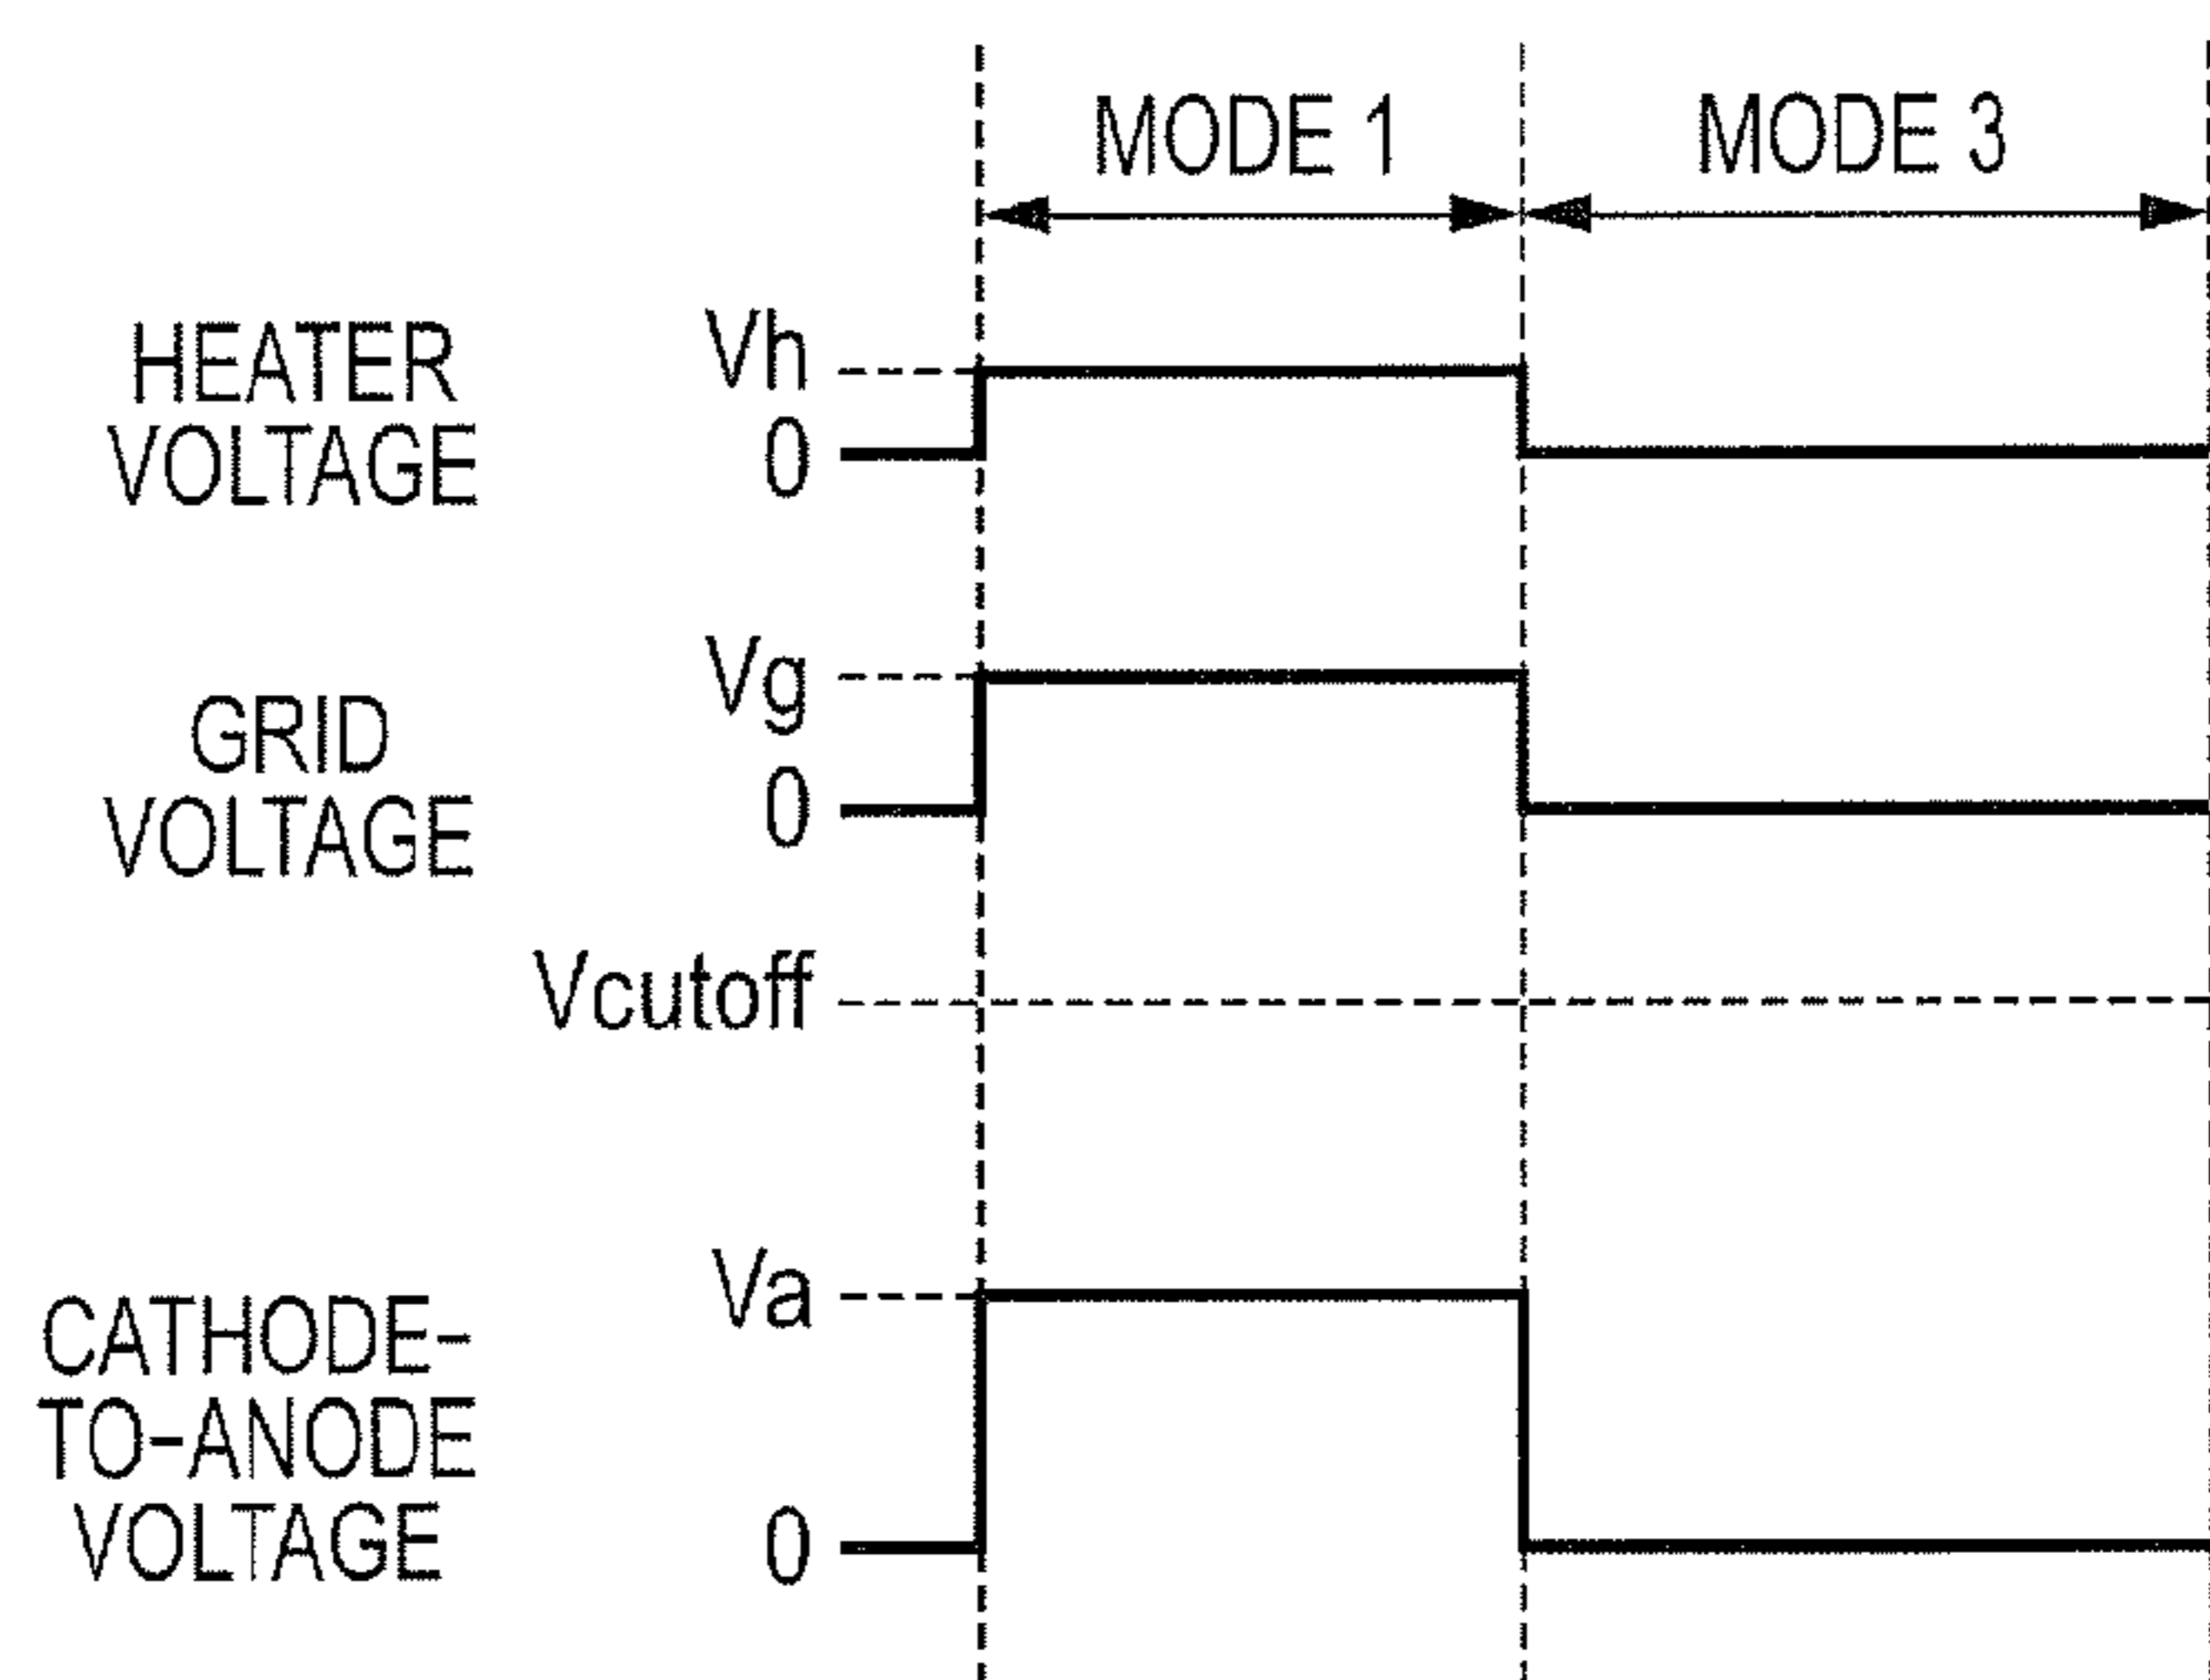 MODE 1
MODE 3
HEATER
VOLTAGE
Vh
0
GRID
VOLTAGE
Vg
0
Vcutoff
CATHODE-
TO-ANODE
VOLTAGE
Va
0